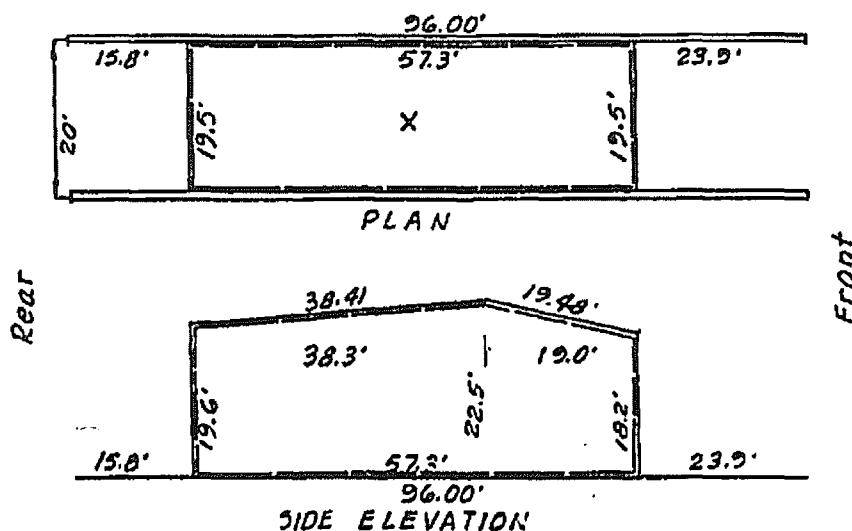 96.00'
15.8' 57.3' 23.9'
20' 19.5' X 19.5'
PLAN
Rear Front
38.41 19.48'
38.3' 19.0'
19.6' 22.5' 18.2'
15.8' 57.3' 23.9'
96.00'
SIDE ELEVATION